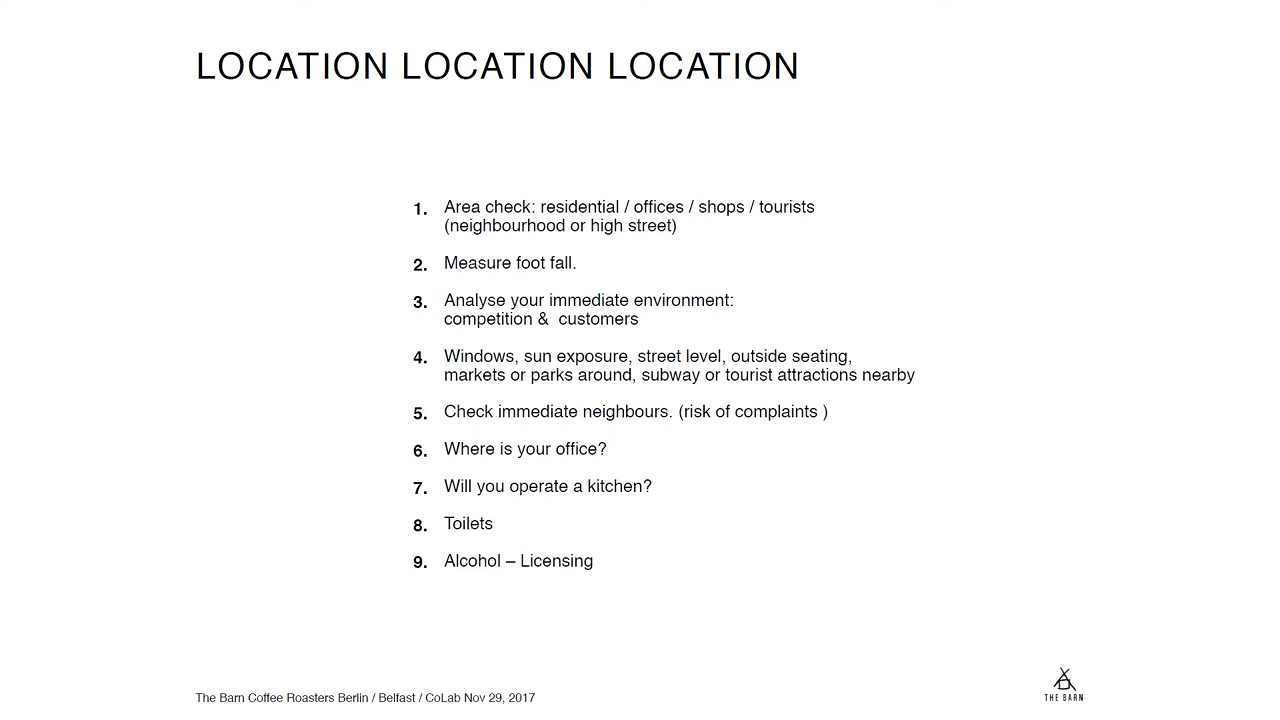 LOCATION LOCATION LOCATION
1. Area check: residential / offices / shops / tourists
(neighbourhood or high street)
2. Measure foot fall.
3. Analyse your immediate environment:
competition &  customers
4. Windows, sun exposure, street level, outside seating,
markets or parks around, subway or tourist attractions nearby
5. Check immediate neighbours. (risk of complaints )
6. Where is your office?
7. Will you operate a kitchen?
8. Toilets
9. Alcohol – Licensing
The Barn Coffee Roasters Berlin / Belfast / CoLab Nov 29, 2017
THE BARN